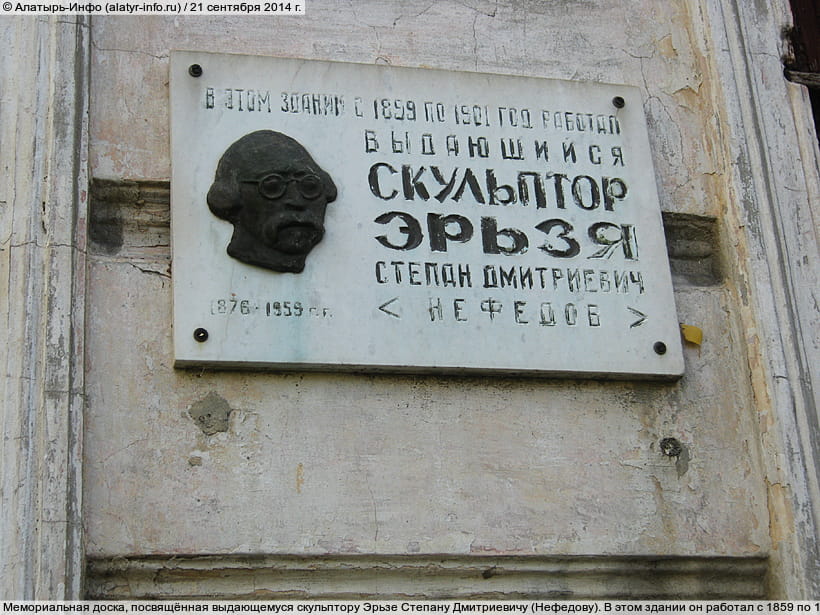 © Алатырь-Инфо (alatyr-info.ru) / 21 сентября 2014 г.
В ЭТОМ ЗДАНИИ С 1859 ПО 1901 ГОД РАБОТАЛ
ВЫДАЮЩИЙСЯ
СКУЛЬПТОР
ЭРЬЗЯ
СТЕПАН ДМИТРИЕВИЧ
< НЕФЕДОВ >
1876 - 1959 г.г.
Мемориальная доска, посвящённая выдающемуся скульптору Эрьзе Степану Дмитриевичу (Нефедову). В этом здании он работал с 1859 по 1